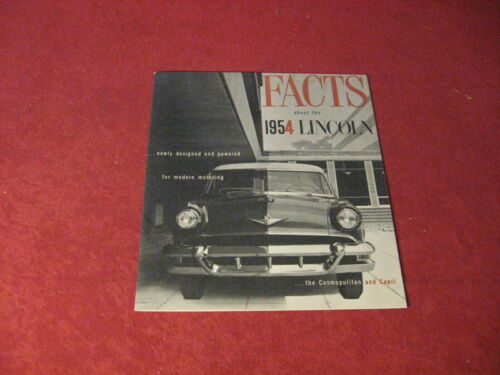 FACTS
about the
1954 LINCOLN
...newly designed and powered
for modern motoring
...the Cosmopolitan and Capri